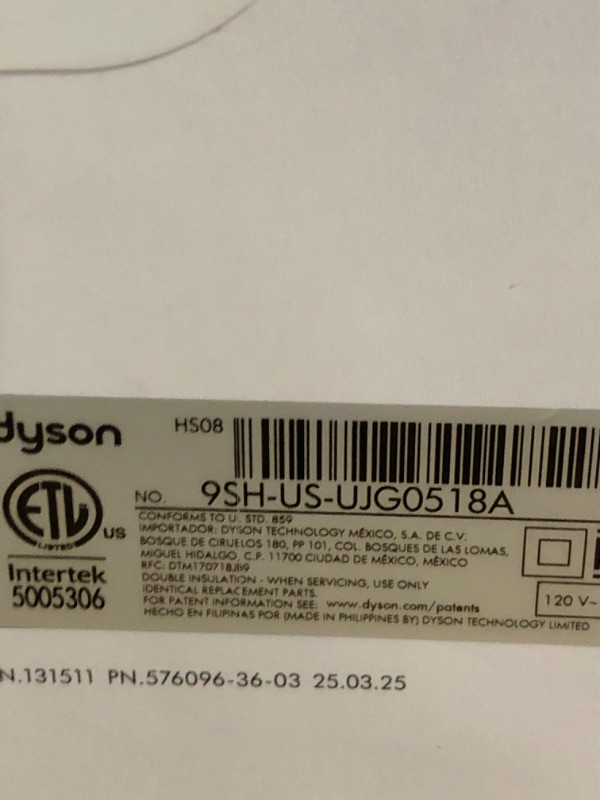 dyson
HS08
NO. 9SH-US-UJG0518A
CONFORMS TO U. STD. 859
IMPORTADOR: DYSON TECHNOLOGY MÉXICO, S.A. DE C.V.
BOSQUE DE CIRUELOS 180, PP 101, COL. BOSQUES DE LAS LOMAS,
MIGUEL HIDALGO, C.P. 11700 CIUDAD DE MÉXICO, MÉXICO
RFC: DTM170718JB9
DOUBLE INSULATION - WHEN SERVICING, USE ONLY
IDENTICAL REPLACEMENT PARTS.
FOR PATENT INFORMATION SEE: www.dyson.com/patents
HECHO EN FILIPINAS POR (MADE IN PHILIPPINES BY) DYSON TECHNOLOGY LIMITED
ETL
LISTED
US
Intertek
5005306
120 V~
N.131511 PN.576096-36-03 25.03.25